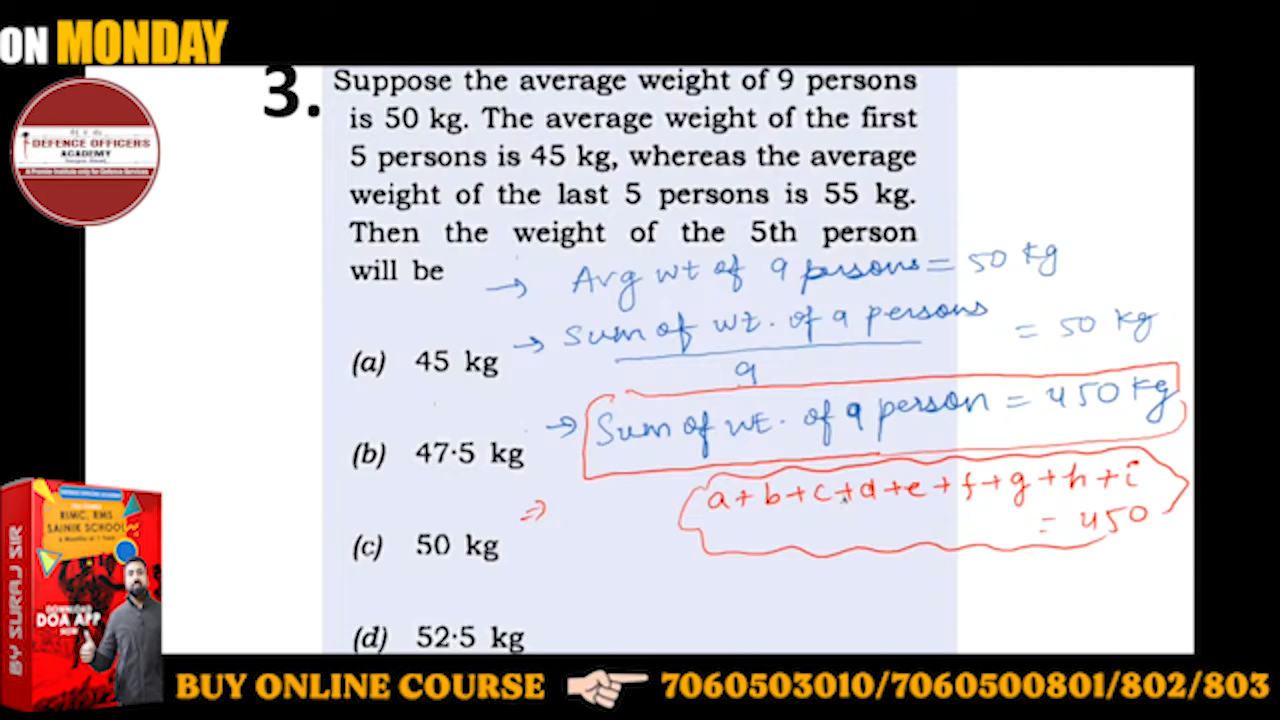 ON MONDAY
3. Suppose the average weight of 9 persons
is 50 kg. The average weight of the first
5 persons is 45 kg, whereas the average
weight of the last 5 persons is 55 kg.
Then the weight of the 5th person
will be
→ Avg wt of 9 persons = 50 kg
→ Sum of wt. of 9 persons
9
= 50 kg
(a) 45 kg
→ Sum of wt. of 9 person = 450 kg
(b) 47·5 kg
⇒ a+b+c+d+e+f+g+h+i
= 450
(c) 50 kg
(d) 52·5 kg
DEFENCE OFFICERS
ACADEMY
RIMC, RMS
SAINIK SCHOOL
DOWNLOAD
DOA APP
NOW
BY SURAJ SIR
BUY ONLINE COURSE 7060503010/7060500801/802/803